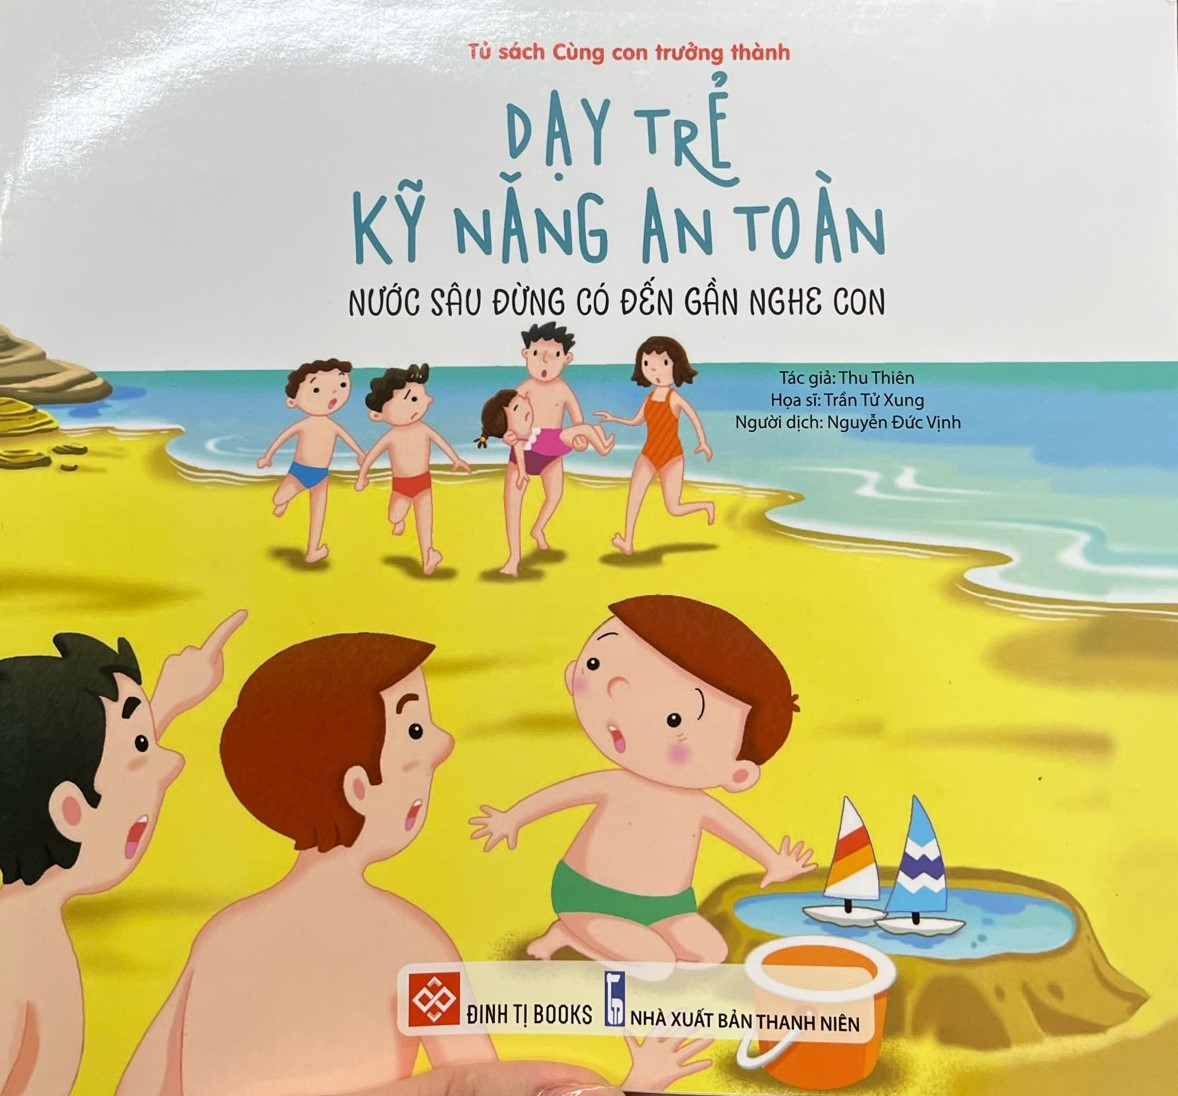 Tủ sách Cùng con trưởng thành
DẠY TRẺ
KỸ NĂNG AN TOÀN
NƯỚC SÂU ĐỪNG CÓ ĐẾN GẦN NGHE CON
Tác giả: Thu Thiên
Họa sĩ: Trần Tử Xung
Người dịch: Nguyễn Đức Vịnh
ĐINH TỊ BOOKS NHÀ XUẤT BẢN THANH NIÊN